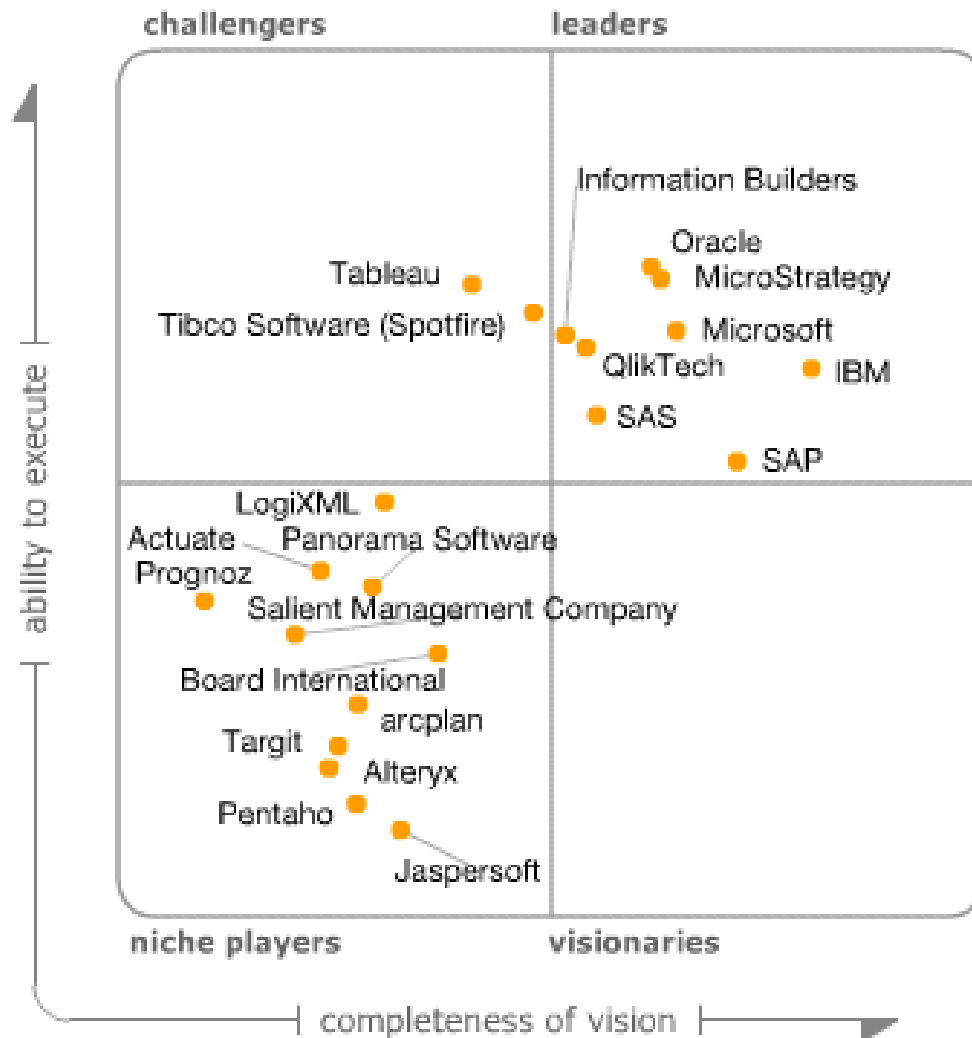 challengers
leaders
Information Builders
Oracle
Tableau
MicroStrategy
Tibco Software (Spotfire)
Microsoft
QlikTech
IBM
SAS
SAP
ability to execute
LogiXML
Actuate
Panorama Software
Prognoz
Salient Management Company
Board International
arcplan
Targit
Alteryx
Pentaho
Jaspersoft
niche players
visionaries
completeness of vision